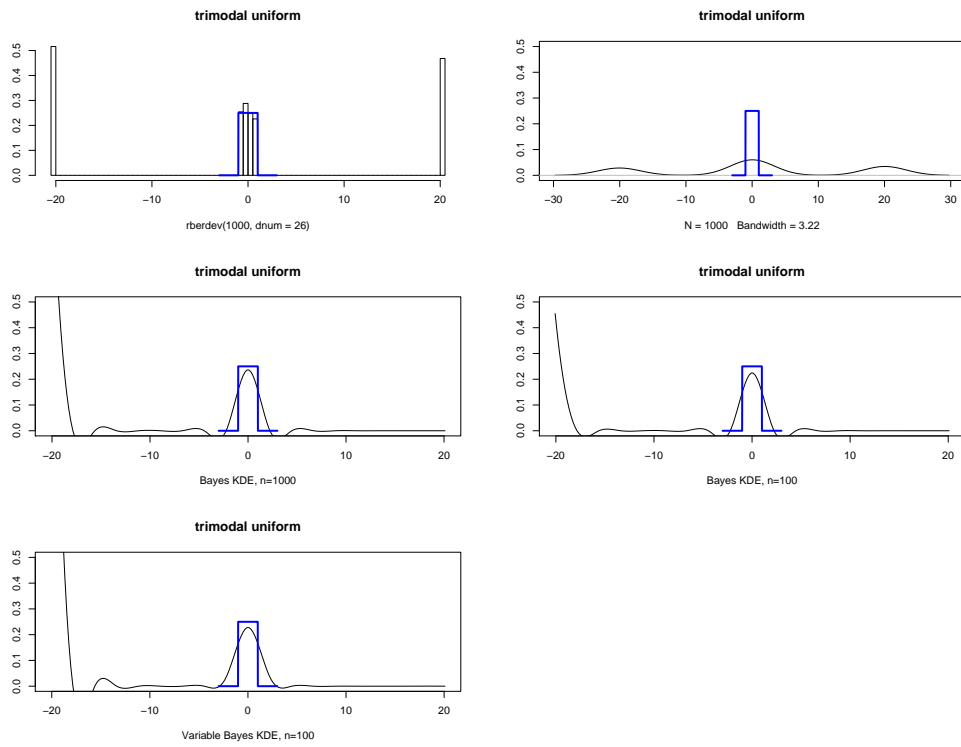 trimodal uniform
0.0 0.1 0.2 0.3 0.4 0.5
−20 −10 0 10 20
rberdev(1000, dnum = 26)
trimodal uniform
0.0 0.1 0.2 0.3 0.4 0.5
−30 −20 −10 0 10 20 30
N = 1000 Bandwidth = 3.22
trimodal uniform
0.0 0.1 0.2 0.3 0.4 0.5
−20 −10 0 10 20
Bayes KDE, n=1000
trimodal uniform
0.0 0.1 0.2 0.3 0.4 0.5
−20 −10 0 10 20
Bayes KDE, n=100
trimodal uniform
0.0 0.1 0.2 0.3 0.4 0.5
−20 −10 0 10 20
Variable Bayes KDE, n=100